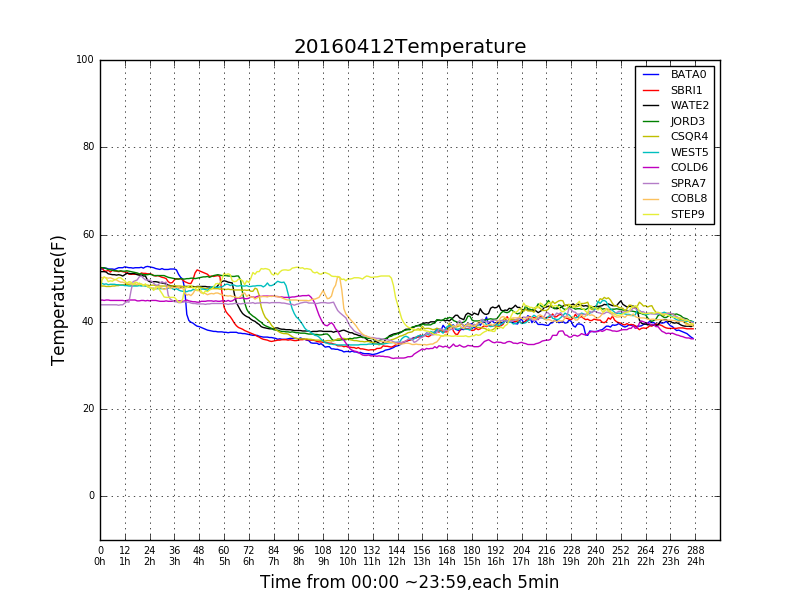 20160412Temperature
100
80
60
40
20
0
Temperature(F)
BATA0
SBRI1
WATE2
JORD3
CSQR4
WEST5
COLD6
SPRA7
COBL8
STEP9
0 12 24 36 48 60 72 84 96 108 120 132 144 156 168 180 192 204 216 228 240 252 264 276 288
0h 1h 2h 3h 4h 5h 6h 7h 8h 9h 10h 11h 12h 13h 14h 15h 16h 17h 18h 19h 20h 21h 22h 23h 24h
Time from 00:00 ~23:59,each 5min